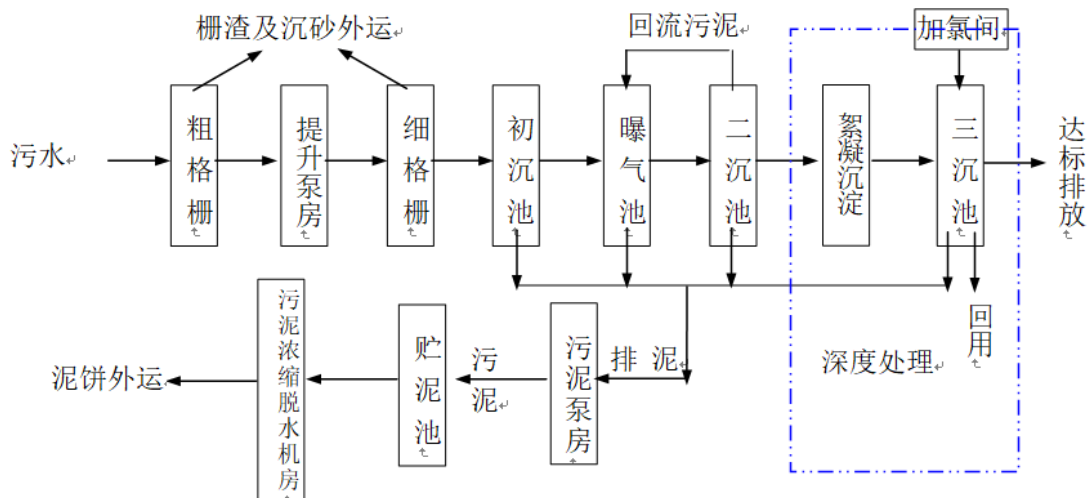 栅渣及沉砂外运
回流污泥
加氯间
污水
粗格栅
提升泵房
细格栅
初沉池
曝气池
二沉池
絮凝沉淀
三沉池
达标排放
泥饼外运
污泥浓缩脱水机房
贮泥池
污泥
污泥泵房
排泥
深度处理
回用